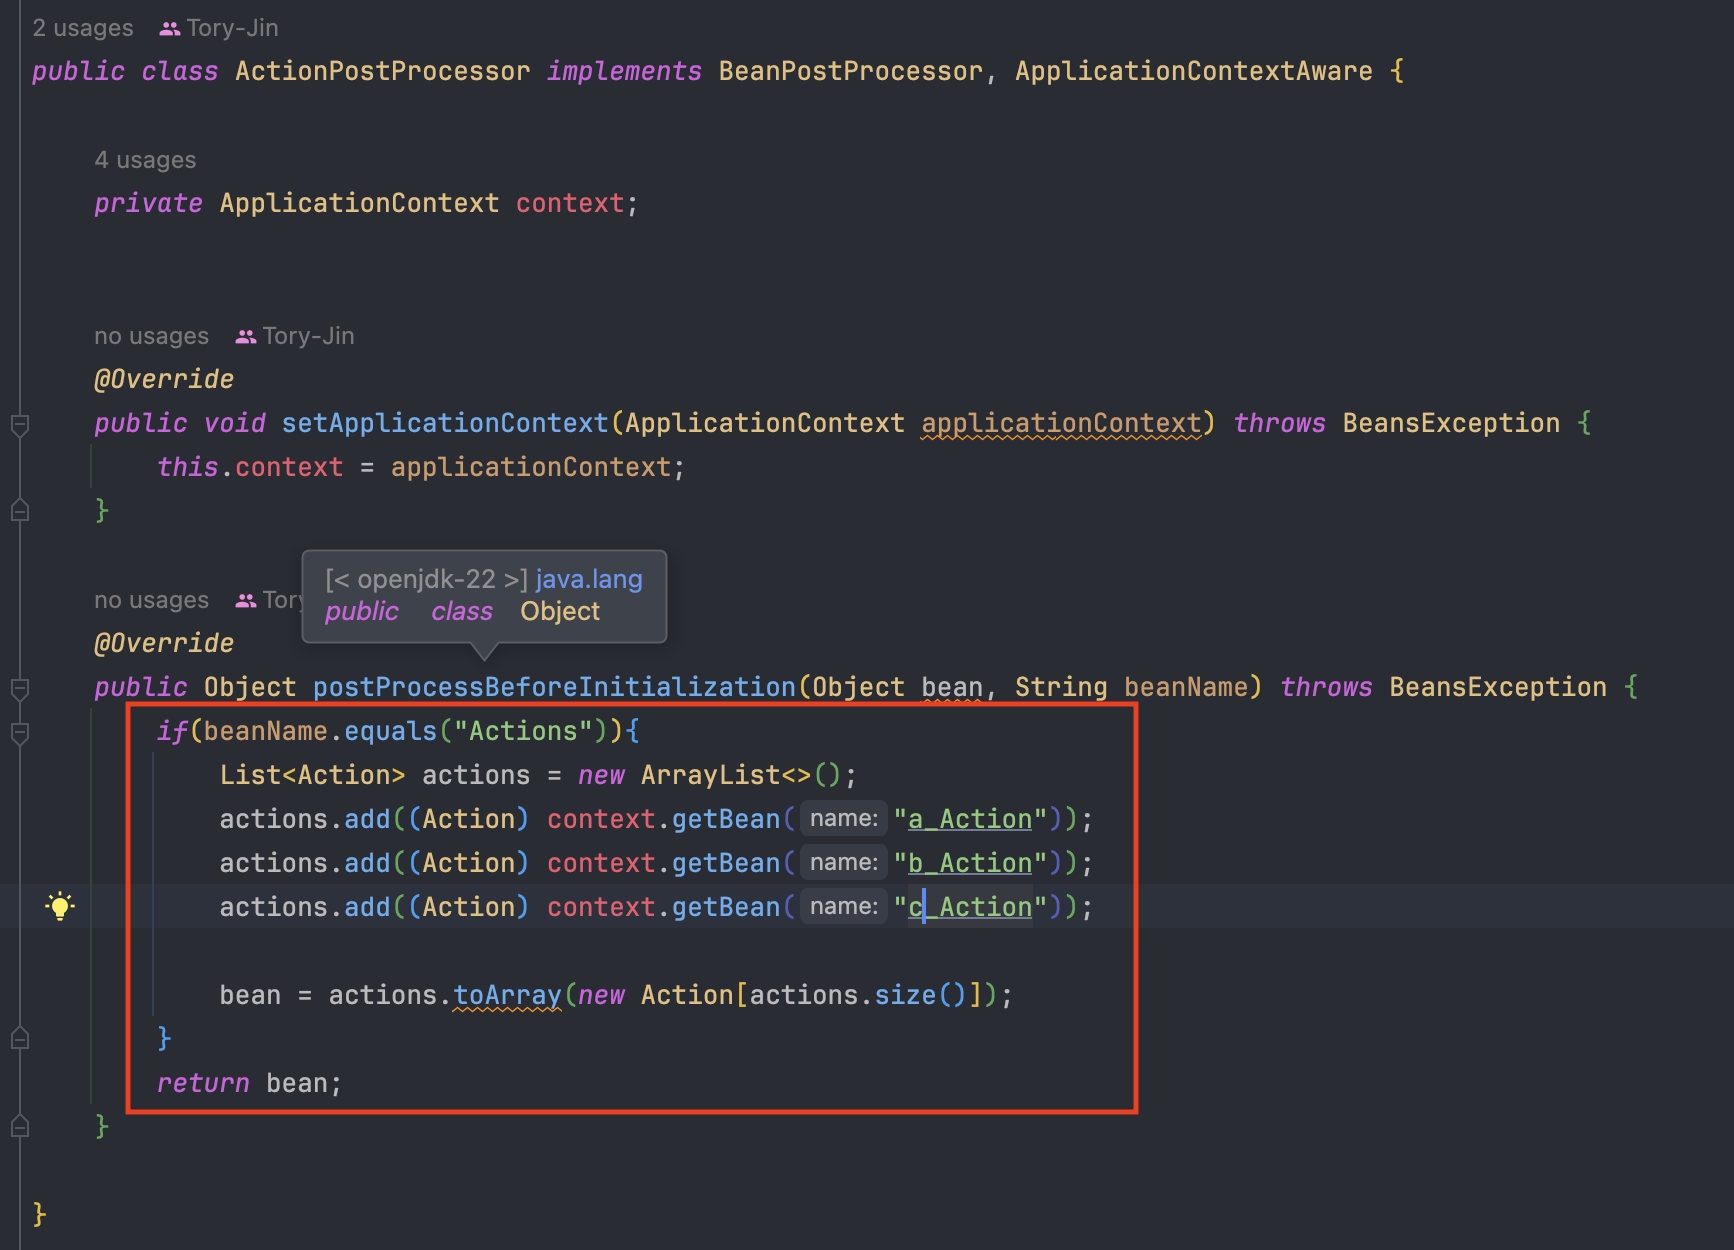 2 usages Tory-Jin
public class ActionPostProcessor implements BeanPostProcessor, ApplicationContextAware {
4 usages
private ApplicationContext context;
no usages Tory-Jin
@Override
public void setApplicationContext(ApplicationContext applicationContext) throws BeansException {
this.context = applicationContext;
}
[< openjdk-22 >] java.lang
public class Object
no usages Tory
@Override
public Object postProcessBeforeInitialization(Object bean, String beanName) throws BeansException {
if(beanName.equals("Actions")){
List<Action> actions = new ArrayList<>();
actions.add((Action) context.getBean( name: "a_Action"));
actions.add((Action) context.getBean( name: "b_Action"));
actions.add((Action) context.getBean( name: "c_Action"));
bean = actions.toArray(new Action[actions.size()]);
}
return bean;
}
}